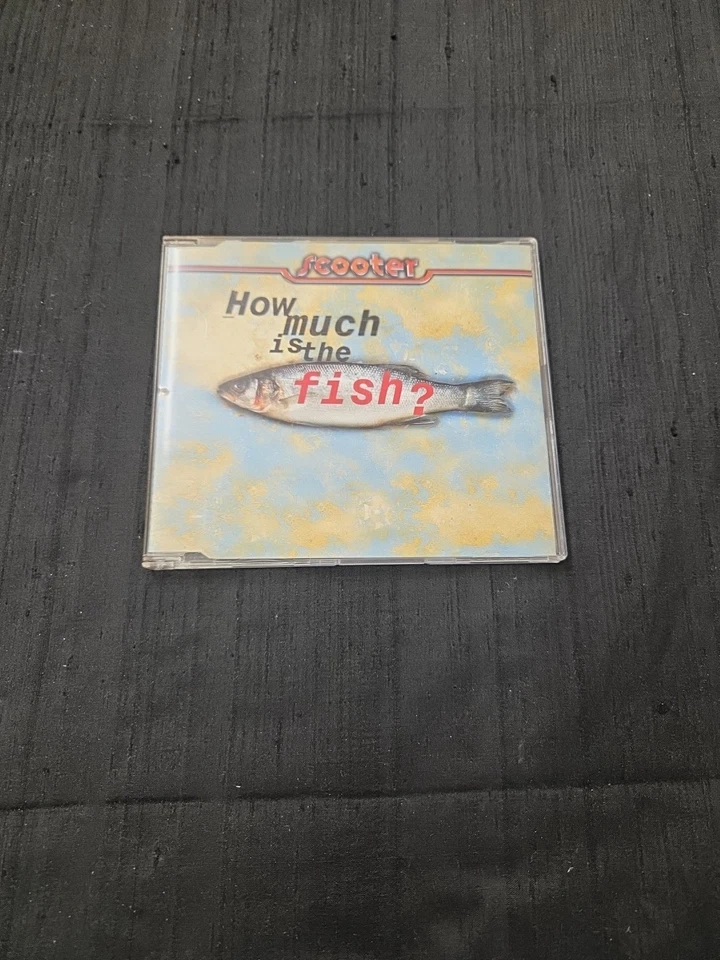 scooter
How
much
is the
fish?